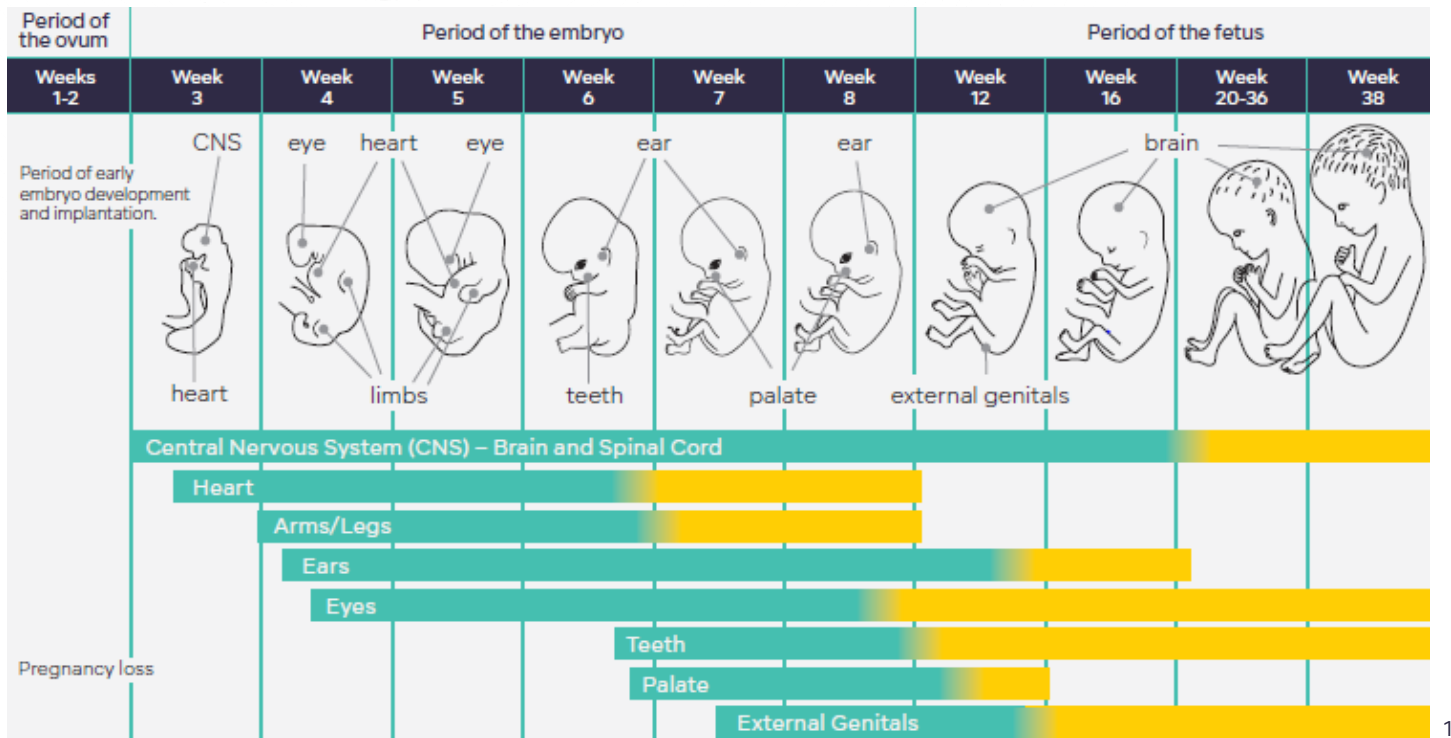 Period of
the ovum
Period of the embryo
Period of the fetus
Weeks
1-2
Week
3
Week
4
Week
5
Week
6
Week
7
Week
8
Week
12
Week
16
Week
20-36
Week
38
CNS
eye
heart
eye
ear
ear
brain
Period of early
embryo development
and implantation.
heart
limbs
teeth
palate
external genitals
Central Nervous System (CNS) – Brain and Spinal Cord
Heart
Arms/Legs
Ears
Eyes
Teeth
Pregnancy loss
Palate
External Genitals
1